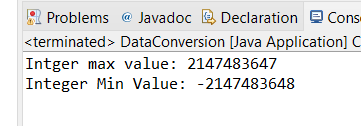 Problems @ Javadoc Declaration Conso
<terminated> DataConversion [Java Application] C
Intger max value: 2147483647
Integer Min Value: -2147483648